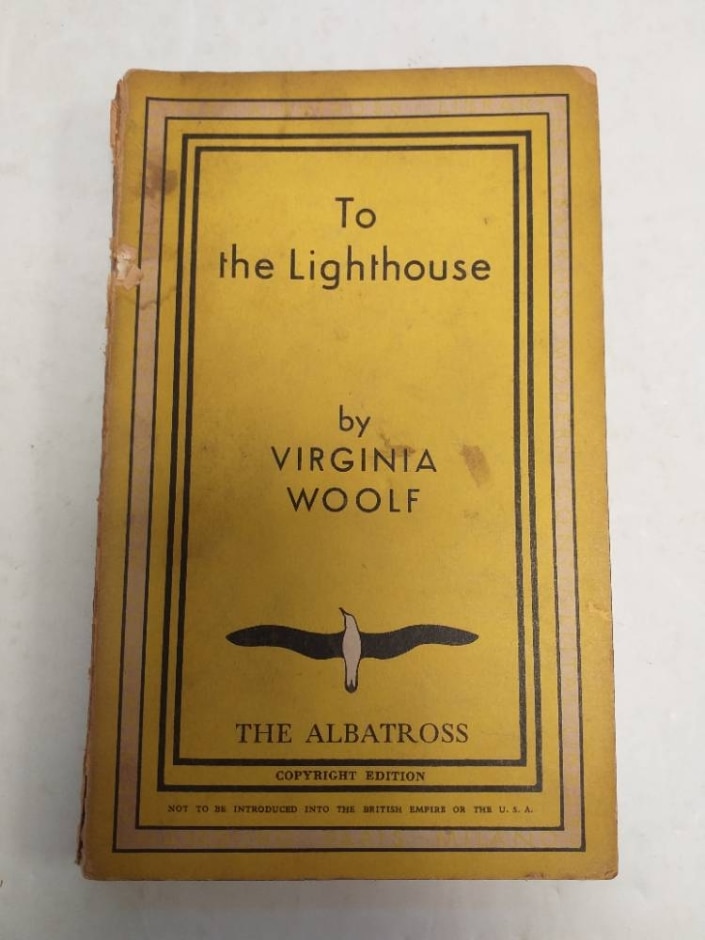 To
the Lighthouse
by
VIRGINIA
WOOLF
THE ALBATROSS
COPYRIGHT EDITION
NOT TO BE INTRODUCED INTO THE BRITISH EMPIRE OR THE U. S. A.